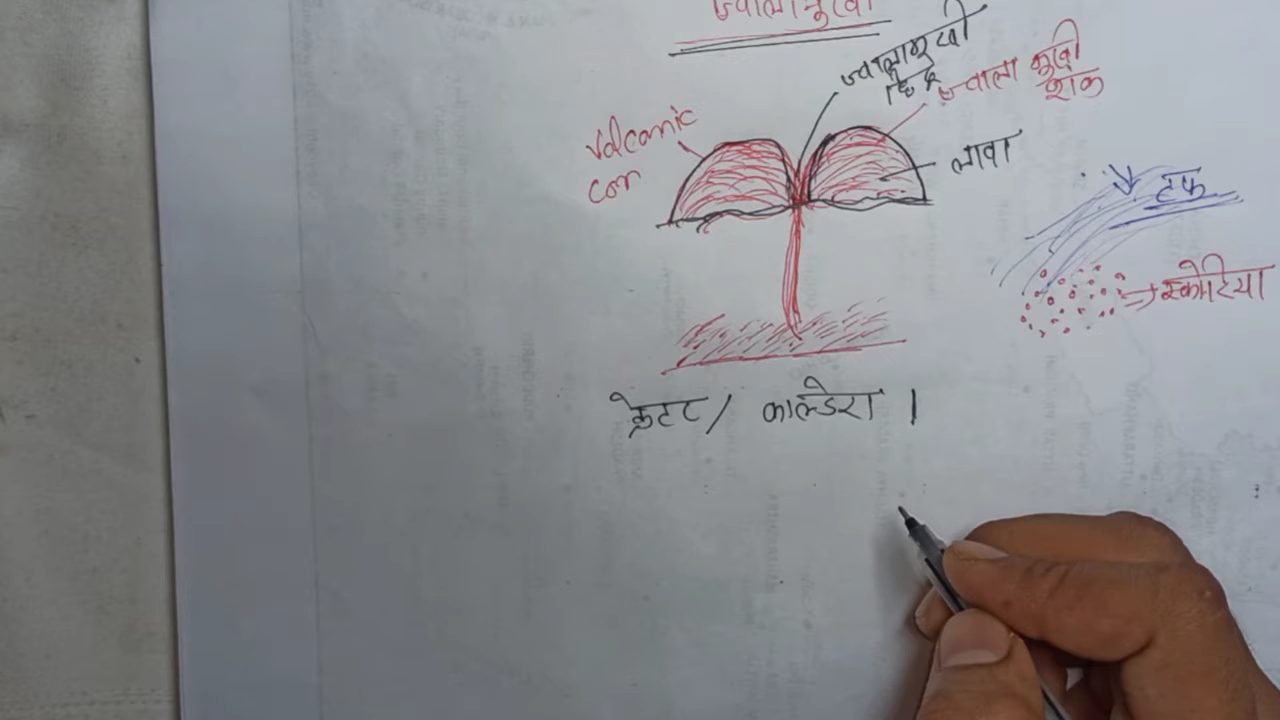 ज्वालामुखी
ज्वालामुखी
छिद्र
ज्वाला मुखी
शंकु
Volcanic
con
लावा
टफ
स्कोरिया
क्रेटर / काल्डेरा ।